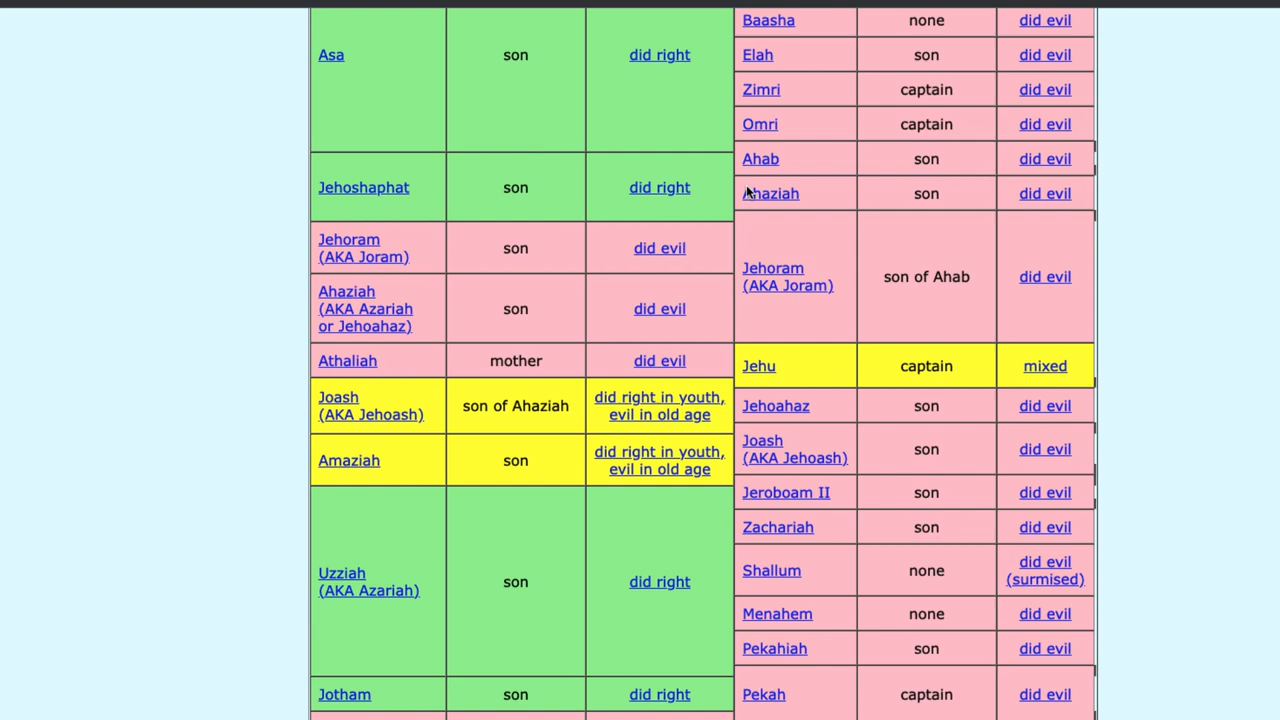 Asa
son
did right
Jehoshaphat
son
did right
Jehoram
(AKA Joram)
son
did evil
Ahaziah
(AKA Azariah
or Jehoahaz)
son
did evil
Athaliah
mother
did evil
Joash
(AKA Jehoash)
son of Ahaziah
did right in youth,
evil in old age
Amaziah
son
did right in youth,
evil in old age
Uzziah
(AKA Azariah)
son
did right
Jotham
son
did right
Baasha
none
did evil
Elah
son
did evil
Zimri
captain
did evil
Omri
captain
did evil
Ahab
son
did evil
Ahaziah
son
did evil
Jehoram
(AKA Joram)
son of Ahab
did evil
Jehu
captain
mixed
Jehoahaz
son
did evil
Joash
(AKA Jehoash)
son
did evil
Jeroboam II
son
did evil
Zachariah
son
did evil
Shallum
none
did evil
(surmised)
Menahem
none
did evil
Pekahiah
son
did evil
Pekah
captain
did evil